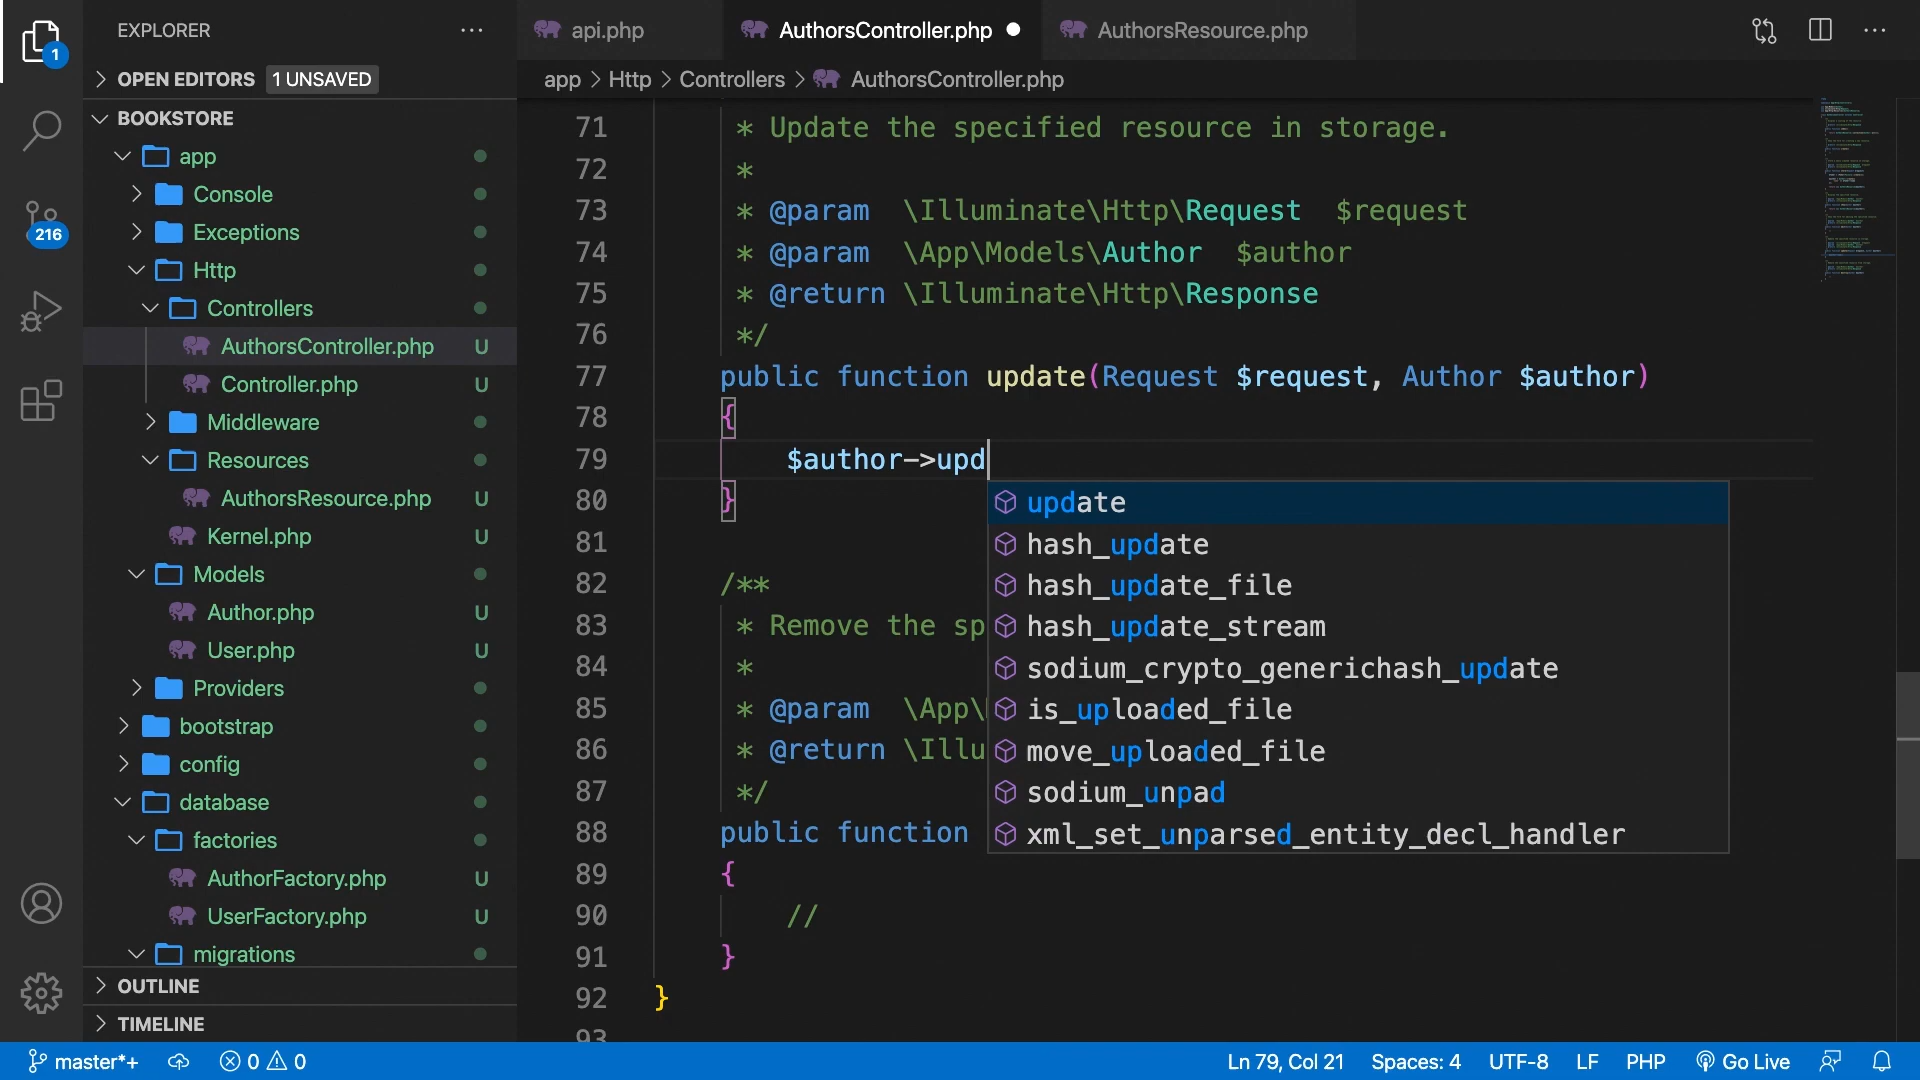 EXPLORER
api.php
AuthorsController.php
AuthorsResource.php
OPEN EDITORS 1 UNSAVED
app > Http > Controllers > AuthorsController.php
BOOKSTORE
app
Console
Exceptions
Http
Controllers
AuthorsController.php U
Controller.php U
Middleware
Resources
AuthorsResource.php U
Kernel.php U
Models
Author.php U
User.php U
Providers
bootstrap
config
database
factories
AuthorFactory.php U
UserFactory.php U
migrations
OUTLINE
TIMELINE
1
216
71 * Update the specified resource in storage.
72 *
73 * @param  \Illuminate\Http\Request  $request
74 * @param  \App\Models\Author  $author
75 * @return \Illuminate\Http\Response
76 */
77 public function update(Request $request, Author $author)
78 {
79 $author->upd
80 }
81
82 /**
83 * Remove the sp
84 *
85 * @param  \App\
86 * @return \Illu
87 */
88 public function
89 {
90 //
91 }
92 }
93
update
hash_update
hash_update_file
hash_update_stream
sodium_crypto_generichash_update
is_uploaded_file
move_uploaded_file
sodium_unpad
xml_set_unparsed_entity_decl_handler
master*+ 0 0 Ln 79, Col 21 Spaces: 4 UTF-8 LF PHP Go Live